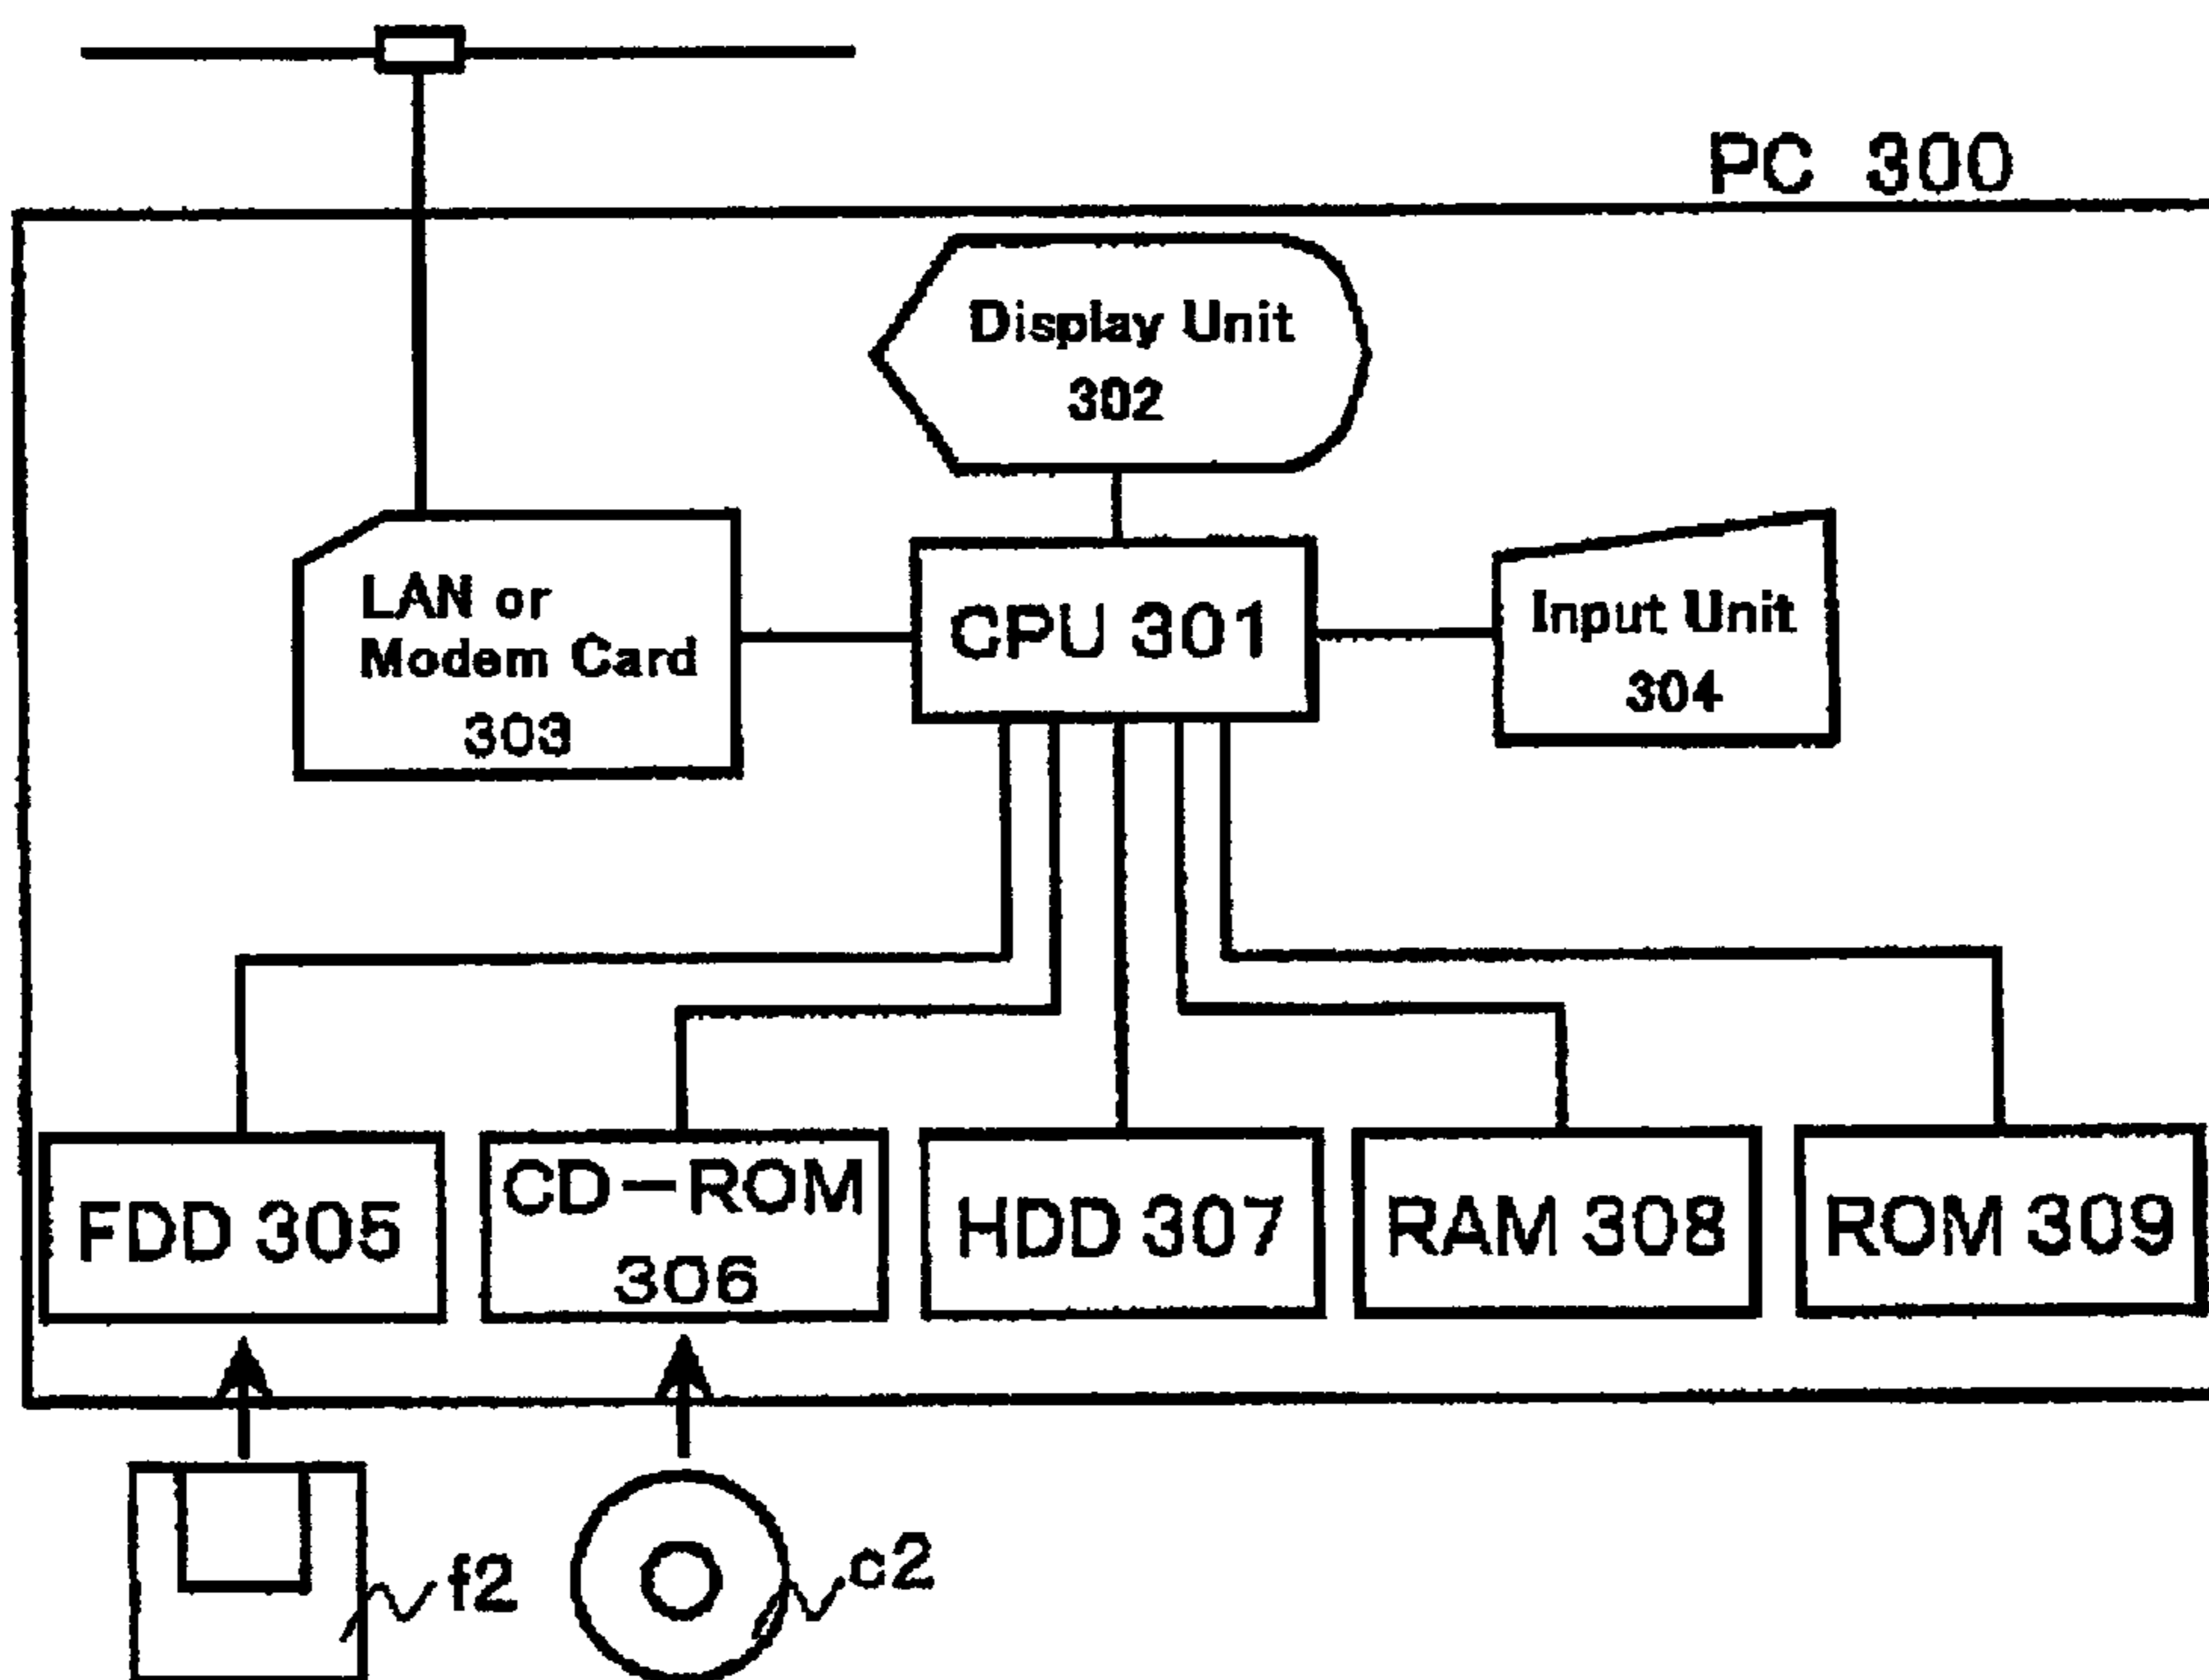 PC 300
Display Unit
302
LAN or
Modem Card
303
CPU 301
Input Unit
304
FDD 305
CD-ROM
306
HDD 307
RAM 308
ROM 309
f2
c2